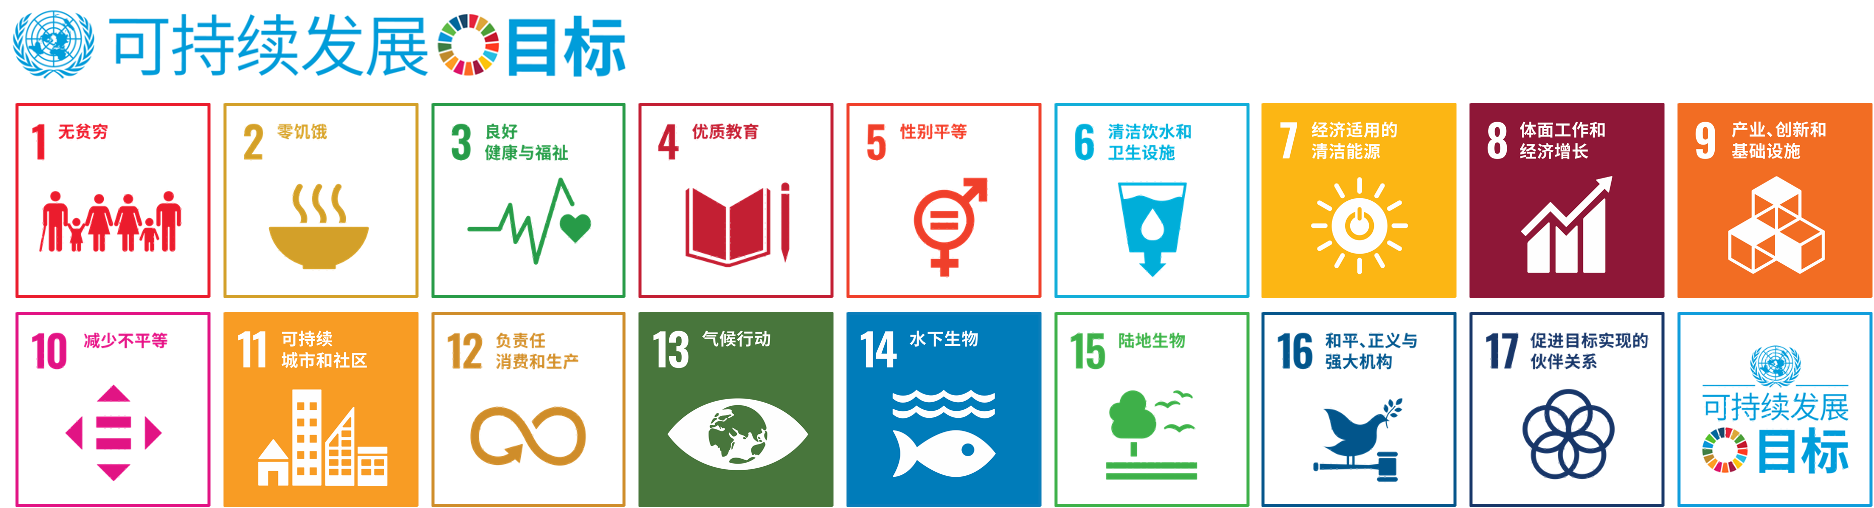 可持续发展目标
1 无贫穷
2 零饥饿
3 良好
健康与福祉
4 优质教育
5 性别平等
6 清洁饮水和
卫生设施
7 经济适用的
清洁能源
8 体面工作和
经济增长
9 产业、创新和
基础设施
10 减少不平等
11 可持续
城市和社区
12 负责任
消费和生产
13 气候行动
14 水下生物
15 陆地生物
16 和平、正义与
强大机构
17 促进目标实现的
伙伴关系
可持续发展
目标